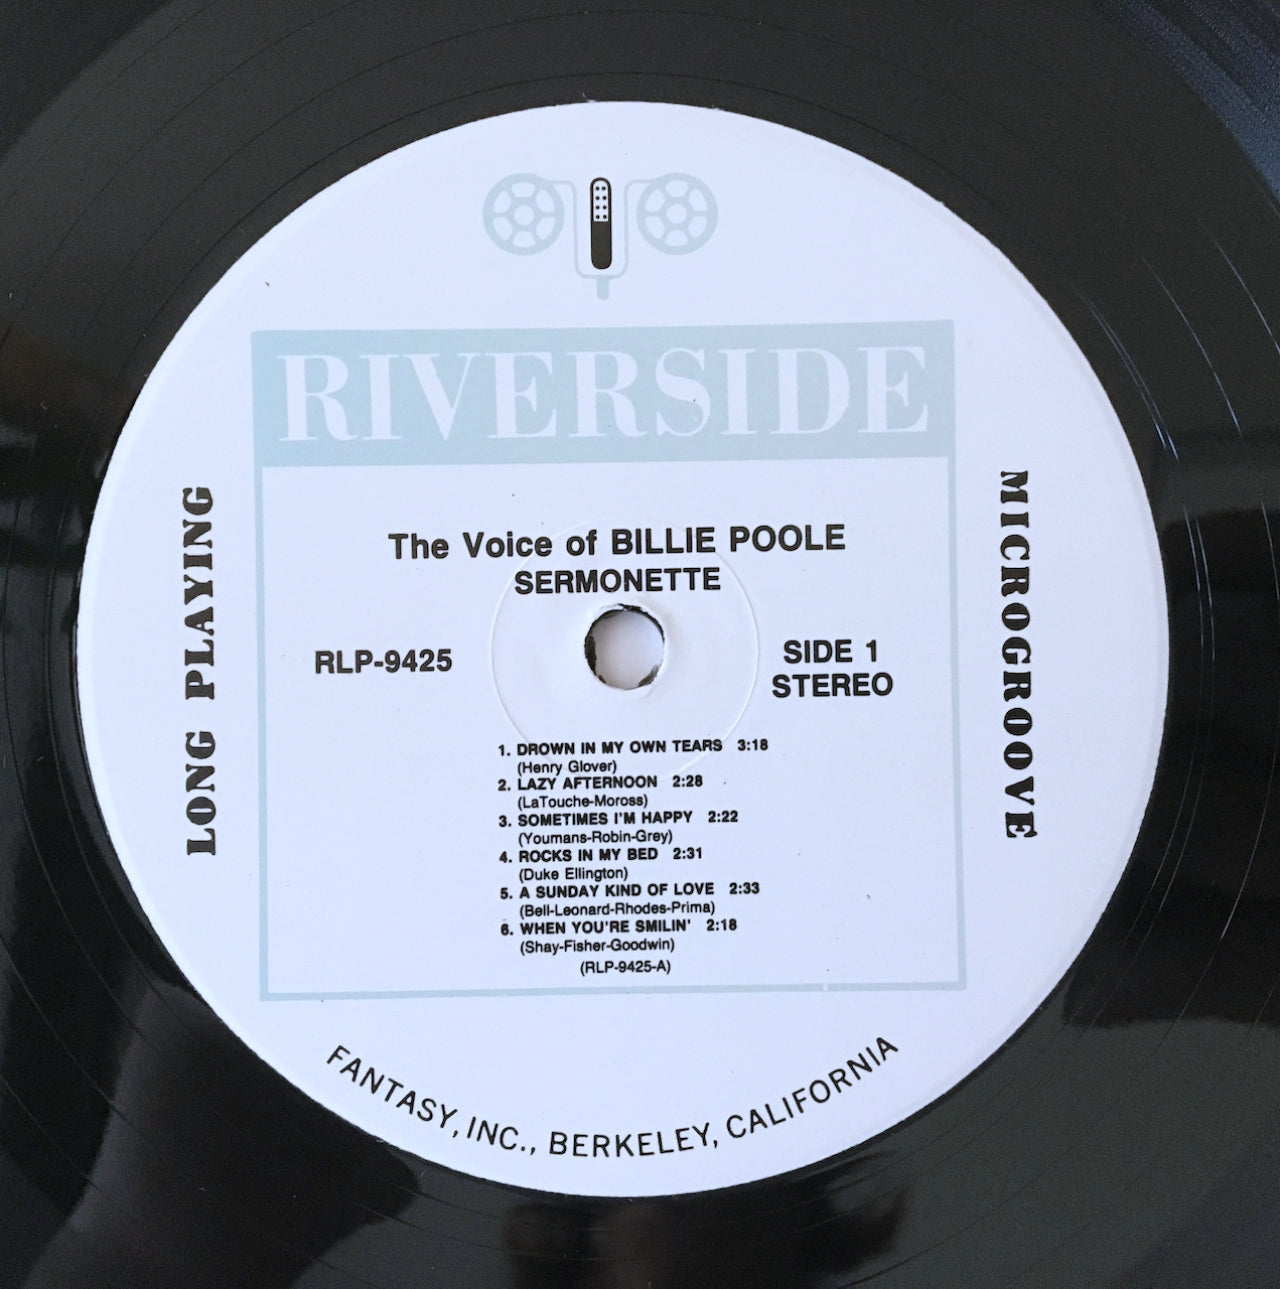 RIVERSIDE
LONG PLAYING
MICROGROOVE
The Voice of BILLIE POOLE
SERMONETTE
RLP-9425
SIDE 1
STEREO
1. DROWN IN MY OWN TEARS 3:18
(Henry Glover)
2. LAZY AFTERNOON 2:28
(LaTouche-Moross)
3. SOMETIMES I'M HAPPY 2:22
(Youmans-Robin-Grey)
4. ROCKS IN MY BED 2:31
(Duke Ellington)
5. A SUNDAY KIND OF LOVE 2:33
(Bell-Leonard-Rhodes-Prima)
6. WHEN YOU'RE SMILIN' 2:18
(Shay-Fisher-Goodwin)
(RLP-9425-A)
FANTASY, INC., BERKELEY, CALIFORNIA